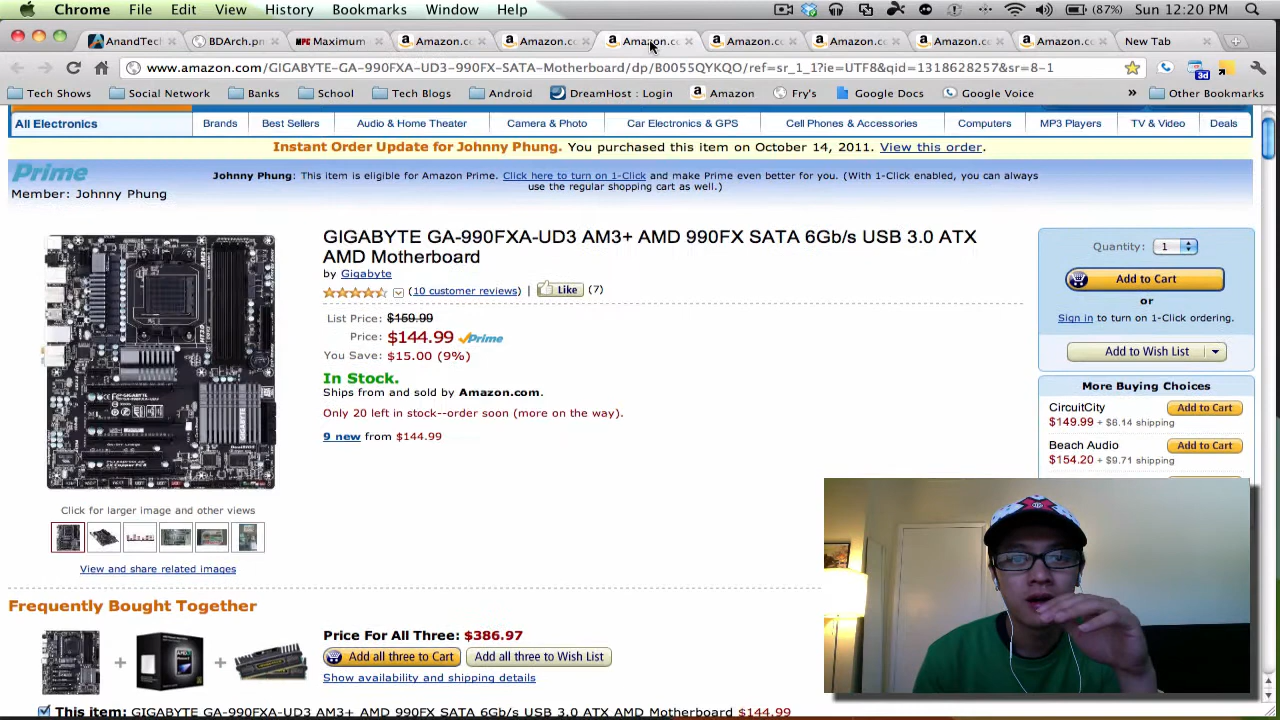 Chrome File Edit View History Bookmarks Window Help (87%) Sun 12:20 PM
AnandTech BDArch.pn Maximum Amazon.co Amazon.co Amazon.co Amazon.co Amazon.co Amazon.co Amazon.co New Tab
www.amazon.com/GIGABYTE-GA-990FXA-UD3-990FX-SATA-Motherboard/dp/B0055QYKQO/ref=sr_1_1?ie=UTF8&qid=1318628257&sr=8-1
Tech Shows Social Network Banks School Tech Blogs Android DreamHost : Login Amazon Fry's Google Docs Google Voice » Other Bookmarks
All Electronics Brands Best Sellers Audio & Home Theater Camera & Photo Car Electronics & GPS Cell Phones & Accessories Computers MP3 Players TV & Video Deals
Instant Order Update for Johnny Phung. You purchased this item on October 14, 2011. View this order.
Prime
Member: Johnny Phung
Johnny Phung: This item is eligible for Amazon Prime. Click here to turn on 1-Click and make Prime even better for you. (With 1-Click enabled, you can always
use the regular shopping cart as well.)
GIGABYTE GA-990FXA-UD3 AM3+ AMD 990FX SATA 6Gb/s USB 3.0 ATX
AMD Motherboard
by Gigabyte
(10 customer reviews) | Like (7)
List Price: $159.99
Price: $144.99 Prime
You Save: $15.00 (9%)
In Stock.
Ships from and sold by Amazon.com.
Only 20 left in stock--order soon (more on the way).
9 new from $144.99
Quantity: 1
Add to Cart
or
Sign in to turn on 1-Click ordering.
Add to Wish List
More Buying Choices
CircuitCity Add to Cart
$149.99 + $8.14 shipping
Beach Audio Add to Cart
$154.20 + $9.71 shipping
Click for larger image and other views
View and share related images
Frequently Bought Together
Price For All Three: $386.97
Add all three to Cart Add all three to Wish List
Show availability and shipping details
This item: GIGABYTE GA-990FXA-UD3 AM3+ AMD 990FX SATA 6Gb/s USB 3.0 ATX AMD Motherboard $144.99